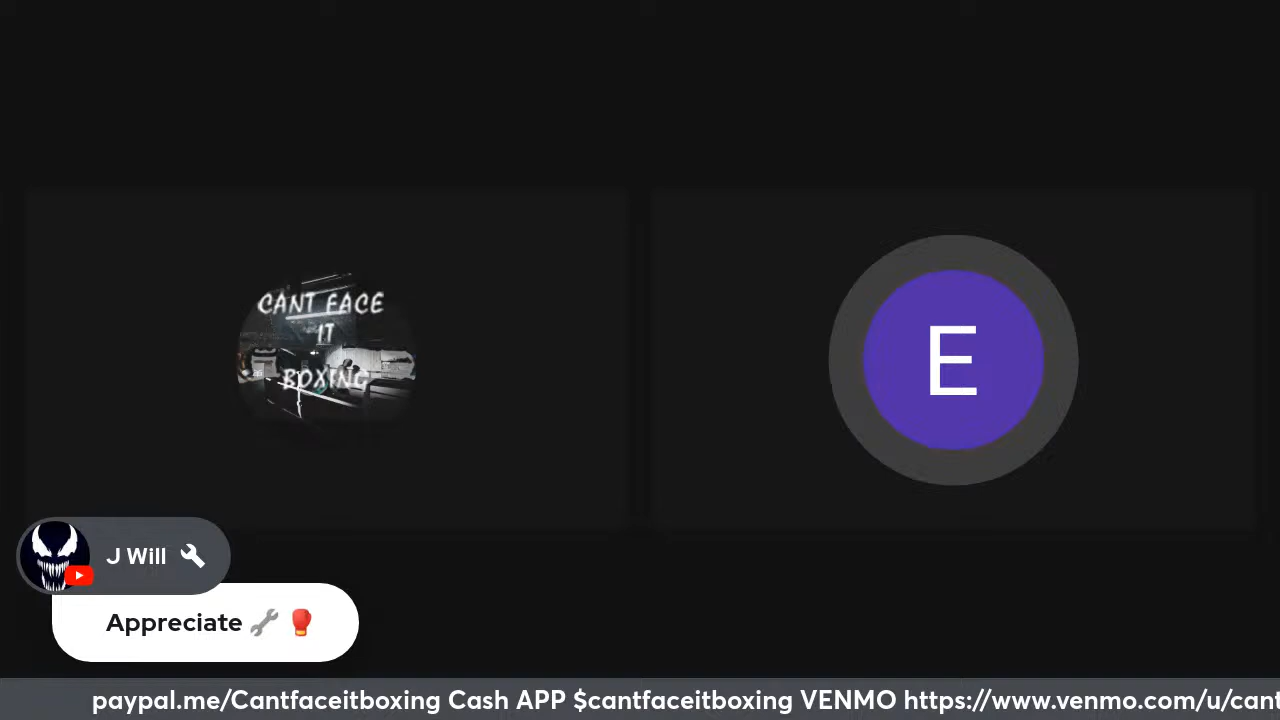 CANT FACE
IT
BOXING
E
J Will
Appreciate 🔧 🥊
paypal.me/Cantfaceitboxing Cash APP $cantfaceitboxing VENMO https://www.venmo.com/u/cant